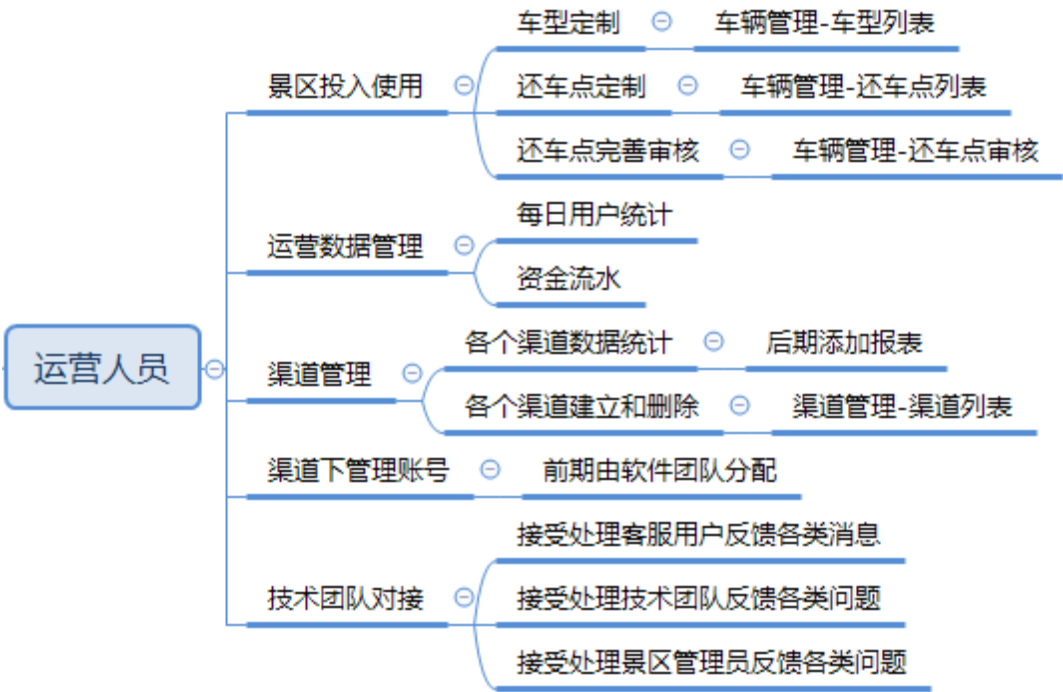 运营人员
景区投入使用
车型定制
车辆管理-车型列表
还车点定制
车辆管理-还车点列表
还车点完善审核
车辆管理-还车点审核
运营数据管理
每日用户统计
资金流水
渠道管理
各个渠道数据统计
后期添加报表
各个渠道建立和删除
渠道管理-渠道列表
渠道下管理账号
前期由软件团队分配
技术团队对接
接受处理客服用户反馈各类消息
接受处理技术团队反馈各类问题
接受处理景区管理员反馈各类问题